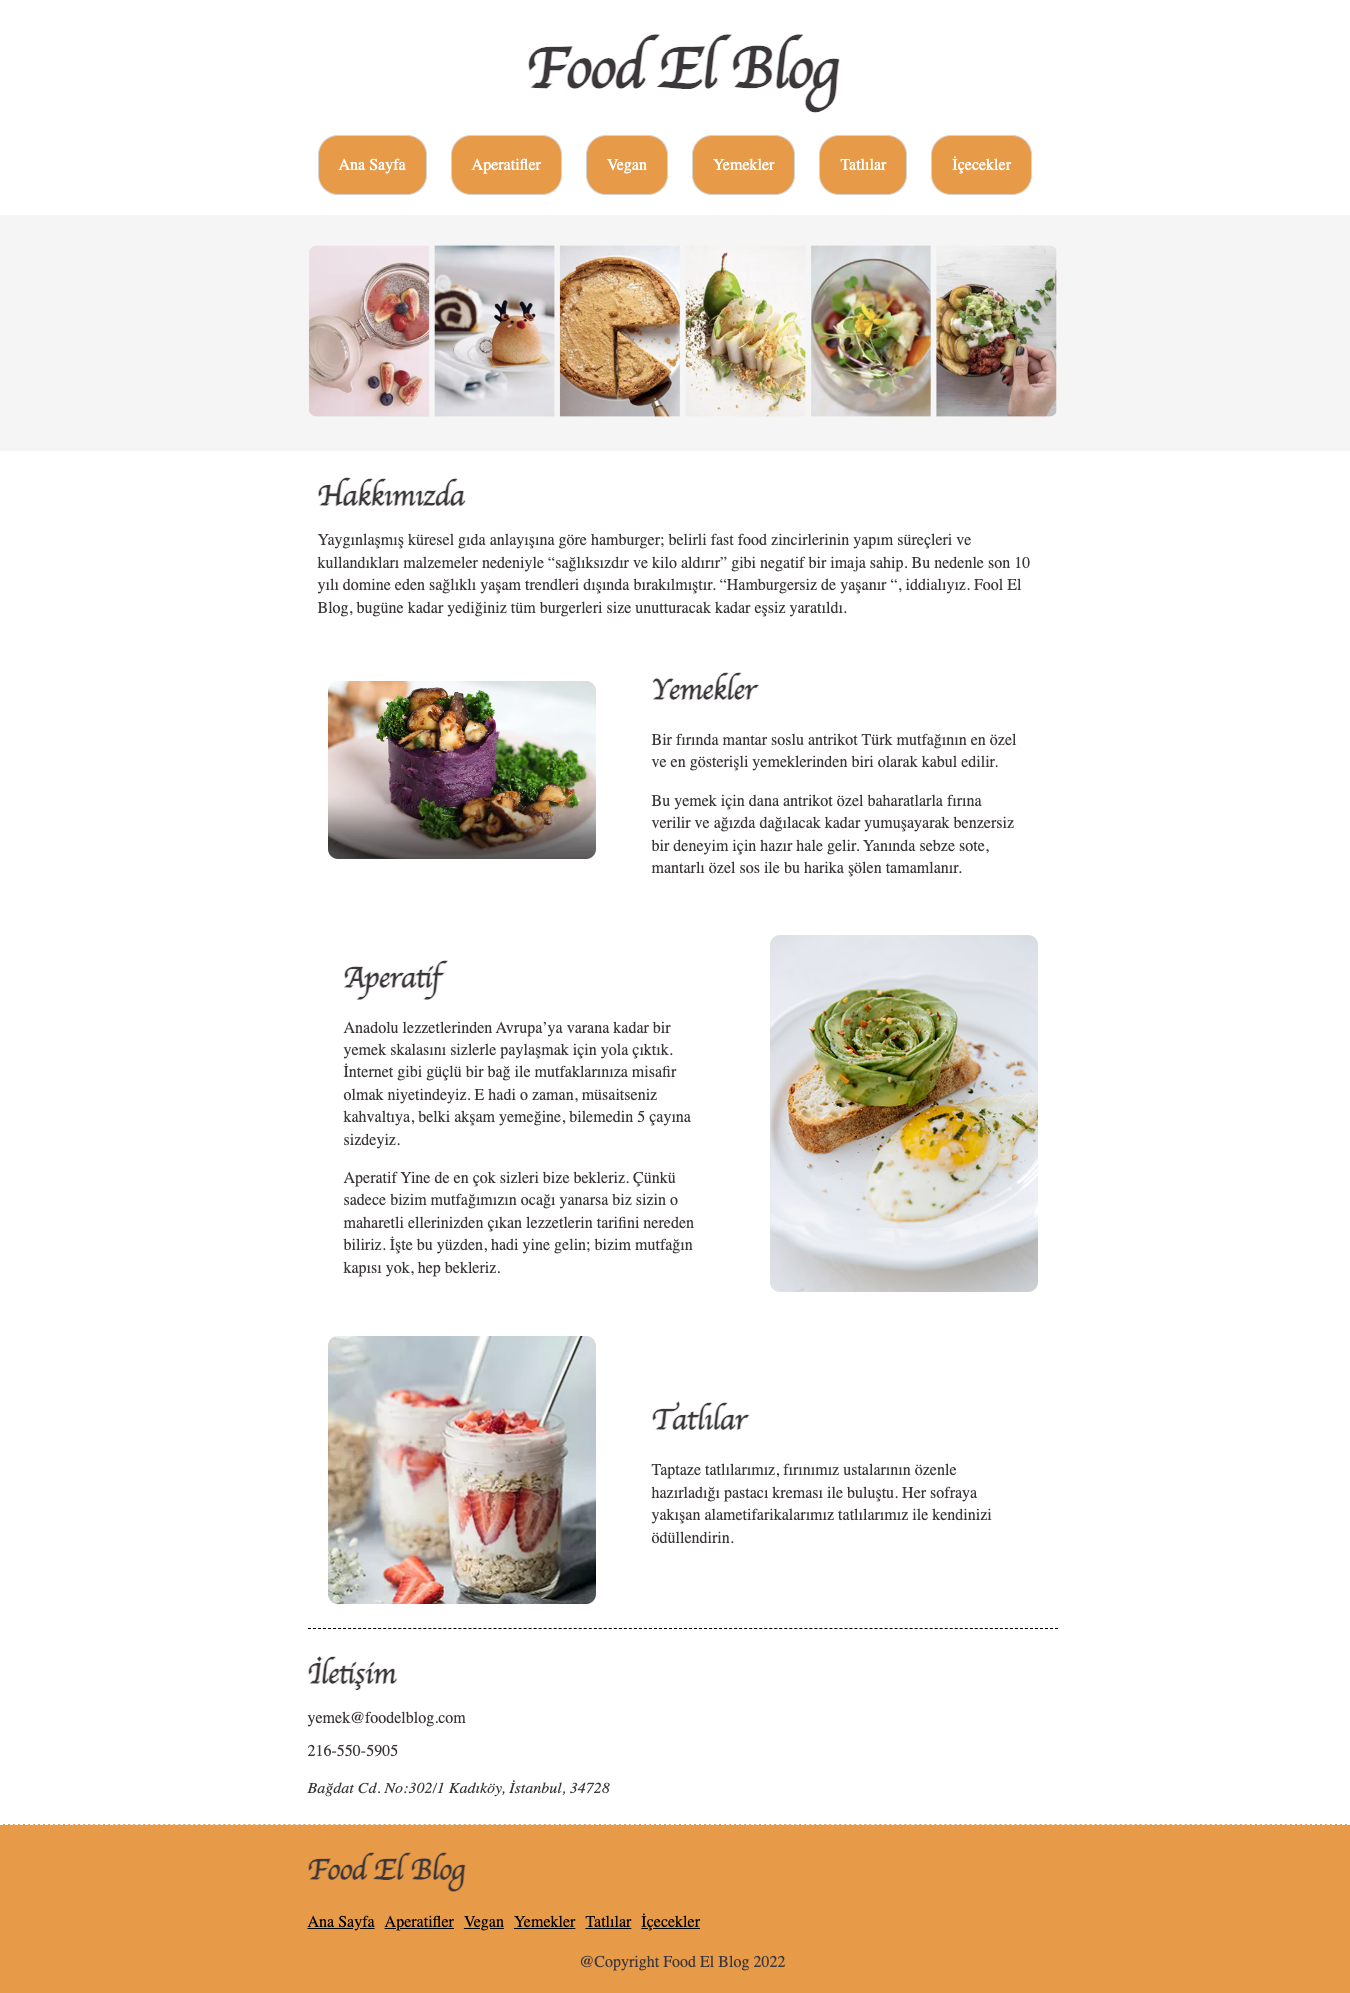 Food El Blog
Ana Sayfa Aperatifler Vegan Yemekler Tatlılar İçecekler
Hakkımızda
Yaygınlaşmış küresel gıda anlayışına göre hamburger; belirli fast food zincirlerinin yapım süreçleri ve
kullandıkları malzemeler nedeniyle “sağlıksızdır ve kilo aldırır” gibi negatif bir imaja sahip. Bu nedenle son 10
yılı domine eden sağlıklı yaşam trendleri dışında bırakılmıştır. “Hamburgersiz de yaşanır “, iddialıyız. Fool El
Blog, bugüne kadar yediğiniz tüm burgerleri size unutturacak kadar eşsiz yaratıldı.
Yemekler
Bir fırında mantar soslu antrikot Türk mutfağının en özel
ve en gösterişli yemeklerinden biri olarak kabul edilir.
Bu yemek için dana antrikot özel baharatlarla fırına
verilir ve ağızda dağılacak kadar yumuşayarak benzersiz
bir deneyim için hazır hale gelir. Yanında sebze sote,
mantarlı özel sos ile bu harika şölen tamamlanır.
Aperatif
Anadolu lezzetlerinden Avrupa’ya varana kadar bir
yemek skalasını sizlerle paylaşmak için yola çıktık.
İnternet gibi güçlü bir bağ ile mutfaklarınıza misafir
olmak niyetindeyiz. E hadi o zaman, müsaitseniz
kahvaltıya, belki akşam yemeğine, bilemedin 5 çayına
sizdeyiz.
Aperatif Yine de en çok sizleri bize bekleriz. Çünkü
sadece bizim mutfağımızın ocağı yanarsa biz sizin o
maharetli ellerinizden çıkan lezzetlerin tarifini nereden
biliriz. İşte bu yüzden, hadi yine gelin; bizim mutfağın
kapısı yok, hep bekleriz.
Tatlılar
Taptaze tatlılarımız, fırınımız ustalarının özenle
hazırladığı pastacı kreması ile buluştu. Her sofraya
yakışan alametifarikalarımız tatlılarımız ile kendinizi
ödüllendirin.
İletişim
yemek@foodelblog.com
216-550-5905
Bağdat Cd. No:302/1 Kadıköy, İstanbul, 34728
Food El Blog
Ana Sayfa Aperatifler Vegan Yemekler Tatlılar İçecekler
@Copyright Food El Blog 2022